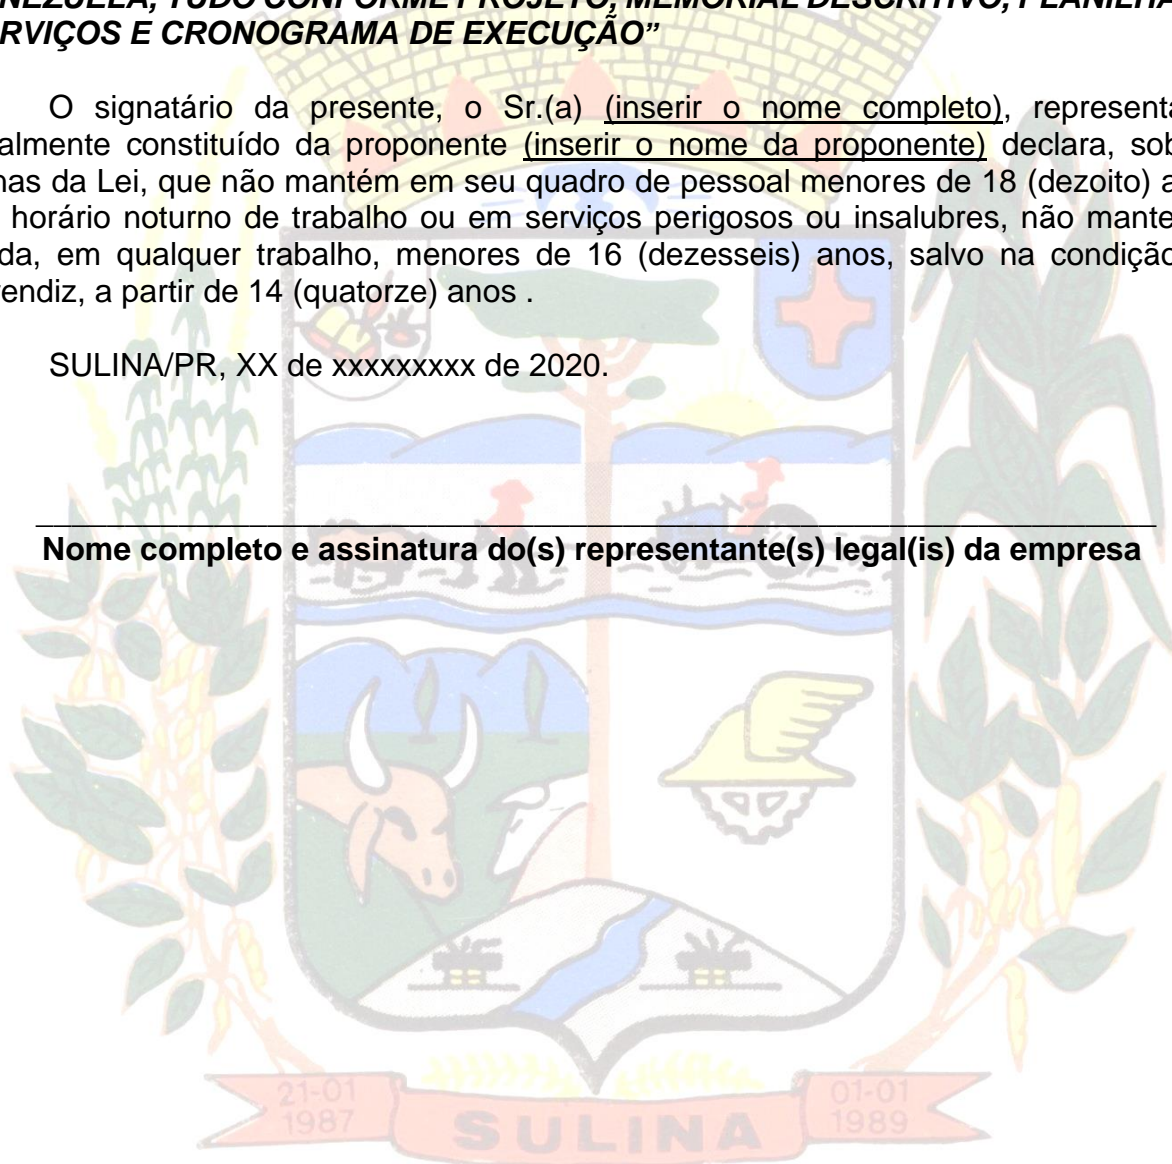 NEZUELA, TUDO CONFORME PROJETO, MEMORIAL DESCRITIVO, PLANILHA
RVIÇOS E CRONOGRAMA DE EXECUÇÃO”
O signatário da presente, o Sr.(a) (inserir o nome completo), representa
almente constituído da proponente (inserir o nome da proponente) declara, sob
nas da Lei, que não mantém em seu quadro de pessoal menores de 18 (dezoito) a
horário noturno de trabalho ou em serviços perigosos ou insalubres, não mante
da, em qualquer trabalho, menores de 16 (dezesseis) anos, salvo na condição
endiz, a partir de 14 (quatorze) anos .
SULINA/PR, XX de xxxxxxxxx de 2020.
Nome completo e assinatura do(s) representante(s) legal(is) da empresa
21-01
1987
SULINA
01-01
1989